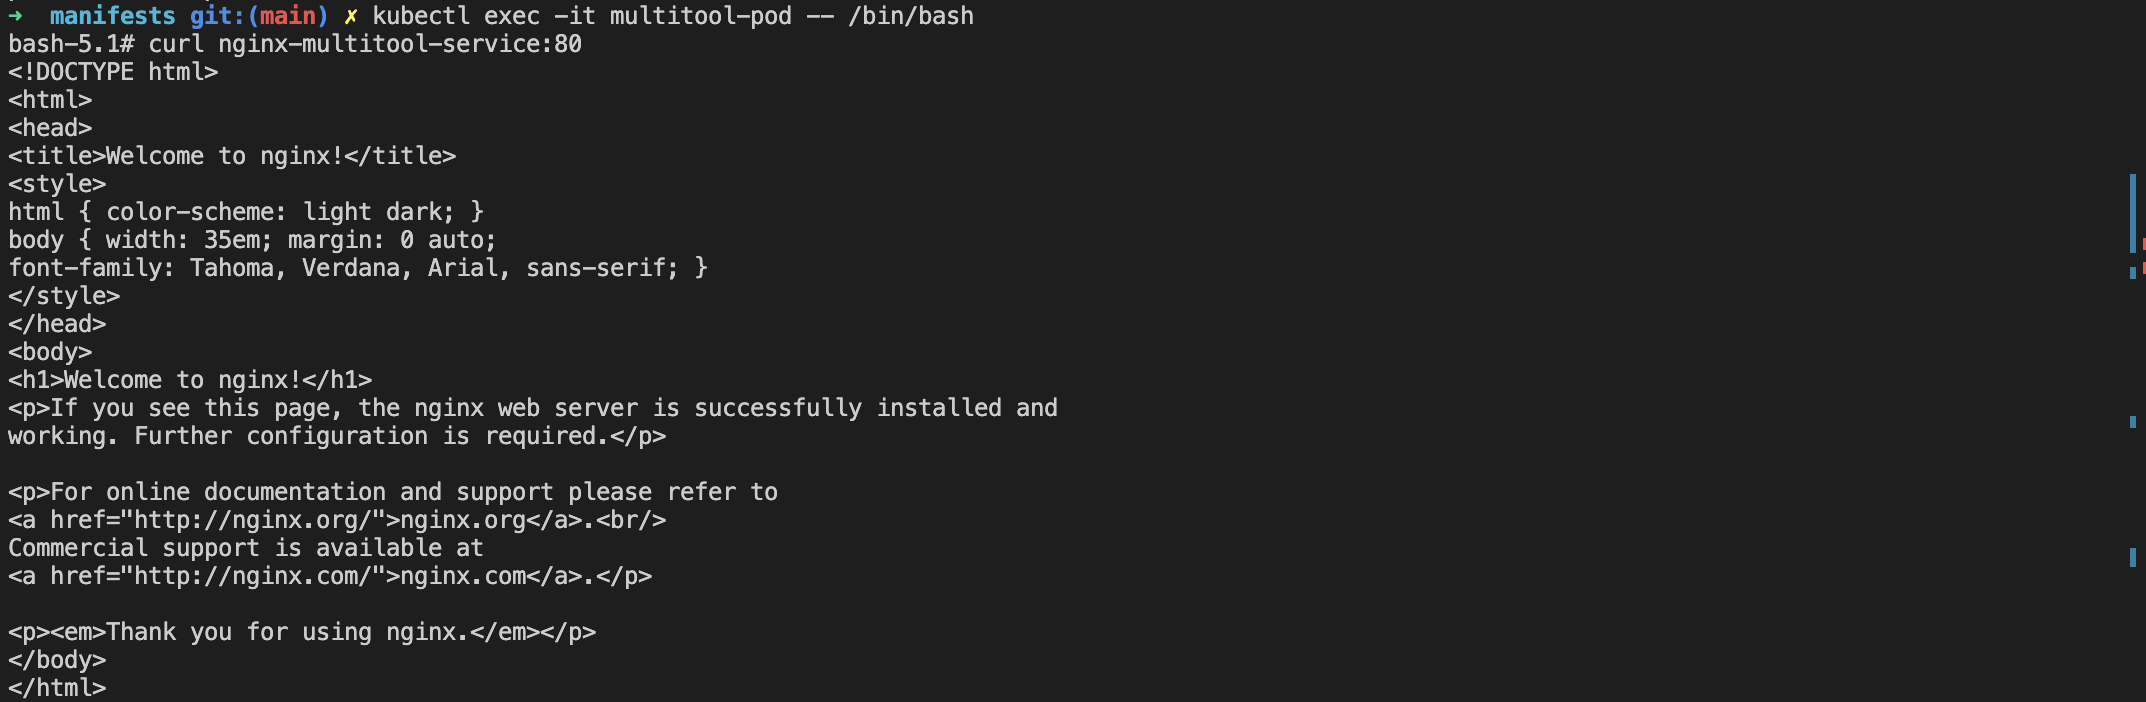 ➜  manifests git:(main) ✗ kubectl exec -it multitool-pod -- /bin/bash
bash-5.1# curl nginx-multitool-service:80
<!DOCTYPE html>
<html>
<head>
<title>Welcome to nginx!</title>
<style>
html { color-scheme: light dark; }
body { width: 35em; margin: 0 auto;
font-family: Tahoma, Verdana, Arial, sans-serif; }
</style>
</head>
<body>
<h1>Welcome to nginx!</h1>
<p>If you see this page, the nginx web server is successfully installed and
working. Further configuration is required.</p>

<p>For online documentation and support please refer to
<a href="http://nginx.org/">nginx.org</a>.<br/>
Commercial support is available at
<a href="http://nginx.com/">nginx.com</a>.</p>

<p><em>Thank you for using nginx.</em></p>
</body>
</html>